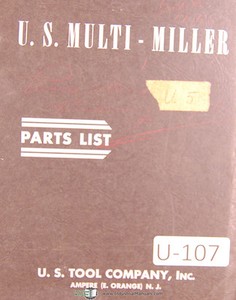 U. S. MULTI - MILLER
U 5
PARTS LIST
U-107
U. S. TOOL COMPANY, Inc.
AMPERE (E. ORANGE) N. J.